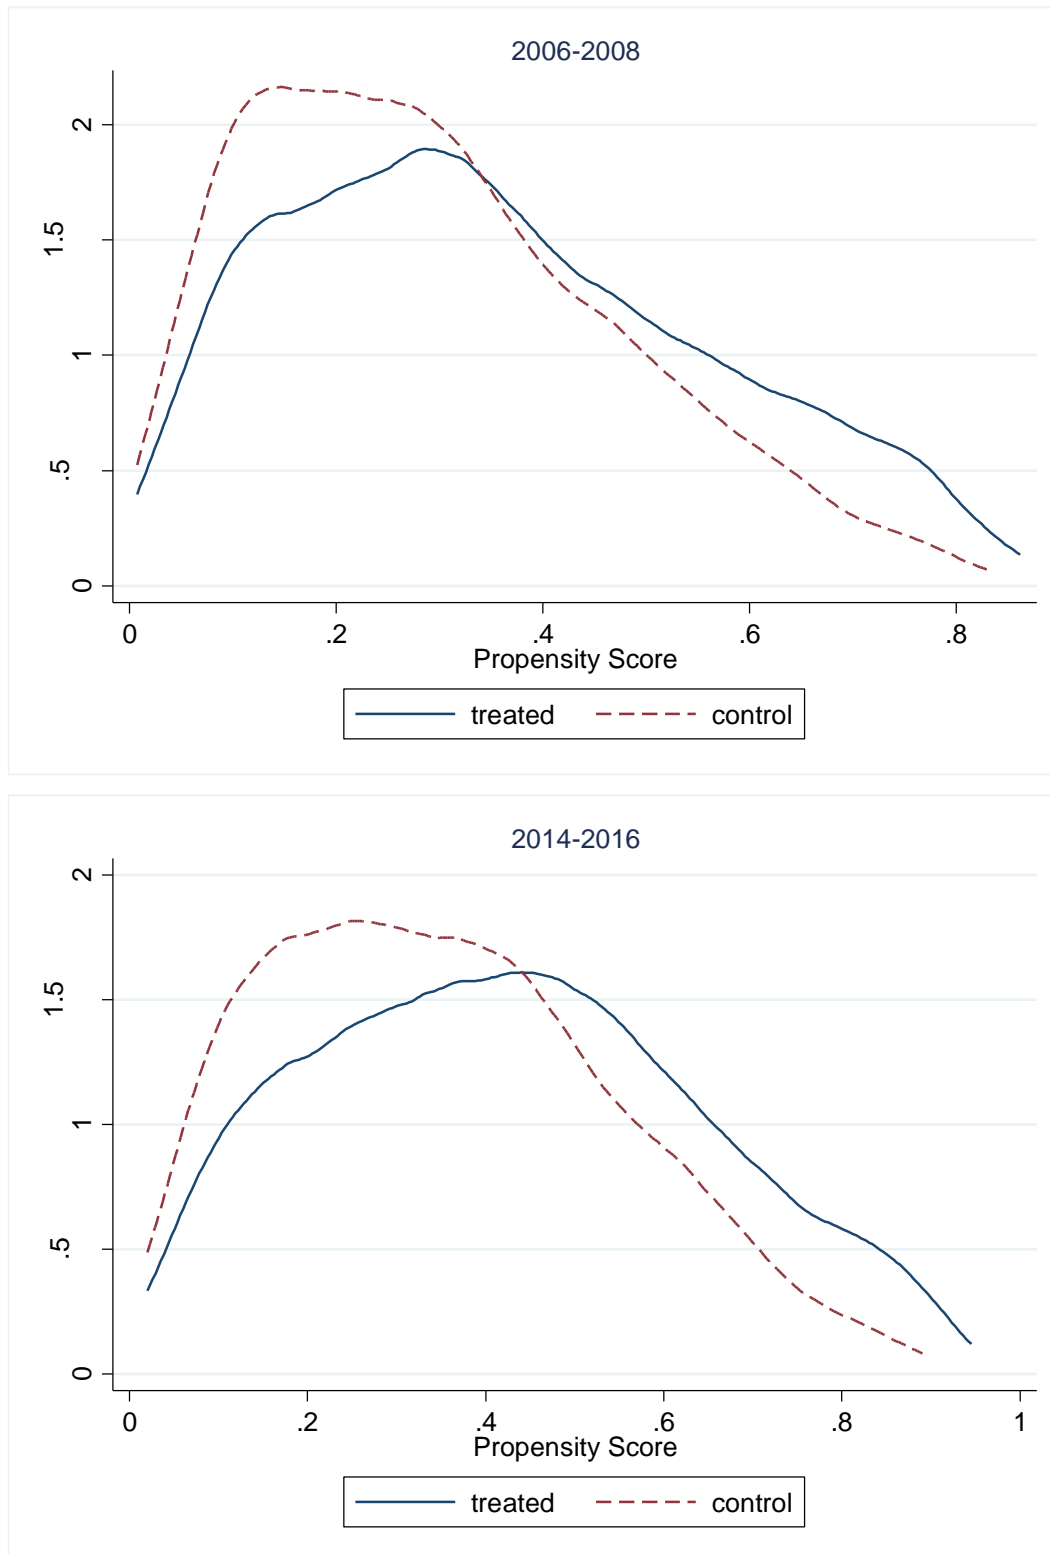 2006-2008
2
1.5
1
.5
0
0 .2 .4 .6 .8
Propensity Score
treated control
2014-2016
2
1.5
1
.5
0
0 .2 .4 .6 .8 1
Propensity Score
treated control